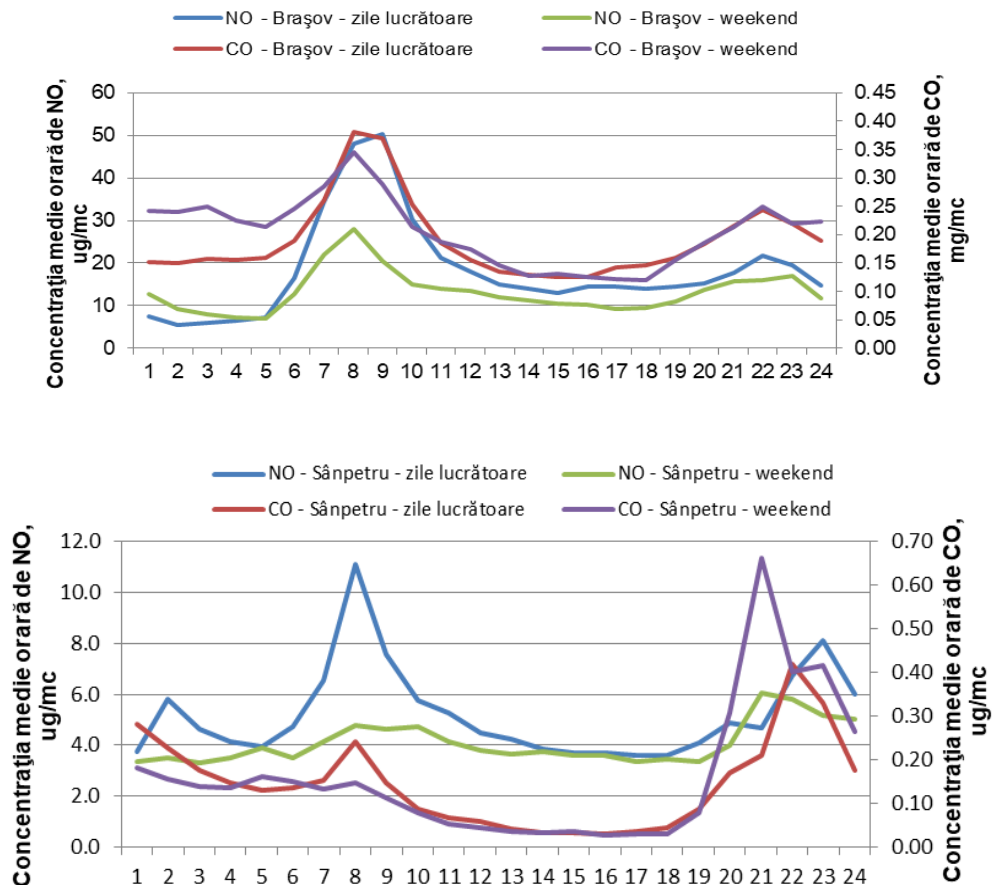 NO - Braşov - zile lucrătoare
NO - Braşov - weekend
CO - Braşov - zile lucrătoare
CO - Braşov - weekend
Concentraţia medie orară de NO,
ug/mc
60
50
40
30
20
10
0
0.45
0.40
0.35
0.30
0.25
0.20
0.15
0.10
0.05
0.00
Concentraţia medie orară de CO,
mg/mc
1 2 3 4 5 6 7 8 9 10 11 12 13 14 15 16 17 18 19 20 21 22 23 24
NO - Sânpetru - zile lucrătoare
NO - Sânpetru - weekend
CO - Sânpetru - zile lucrătoare
CO - Sânpetru - weekend
Concentraţia medie orară de NO,
ug/mc
12.0
10.0
8.0
6.0
4.0
2.0
0.0
0.70
0.60
0.50
0.40
0.30
0.20
0.10
0.00
Concentraţia medie orară de CO,
ug/mc
1 2 3 4 5 6 7 8 9 10 11 12 13 14 15 16 17 18 19 20 21 22 23 24